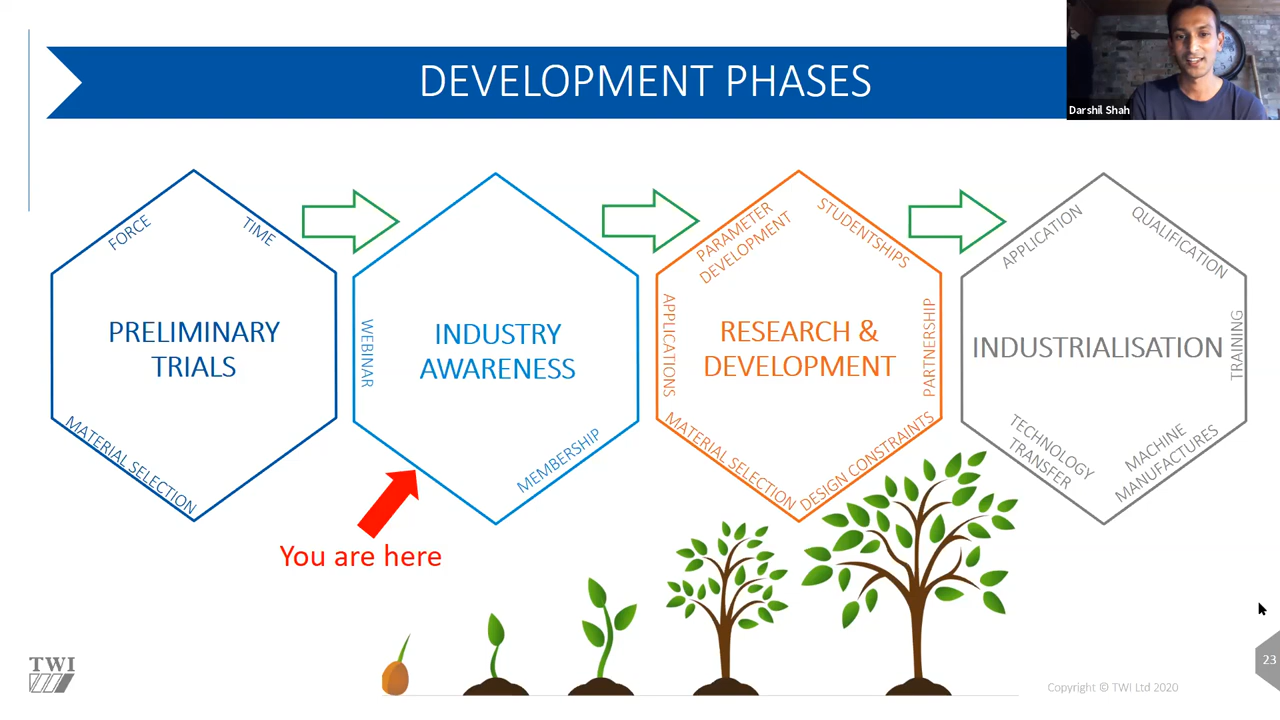 DEVELOPMENT PHASES
Darshil Shah
FORCE
TIME
PRELIMINARY
TRIALS
MATERIAL SELECTION
WEBINAR
INDUSTRY
AWARENESS
MEMBERSHIP
You are here
PARAMETER
DEVELOPMENT
STUDENTSHIPS
APPLICATIONS
RESEARCH &
DEVELOPMENT
PARTNERSHIP
MATERIAL SELECTION
DESIGN CONSTRAINTS
APPLICATION
QUALIFICATION
INDUSTRIALISATION
TRAINING
TECHNOLOGY
TRANSFER
MACHINE
MANUFACTURES
TWI
Copyright © TWI Ltd 2020
23